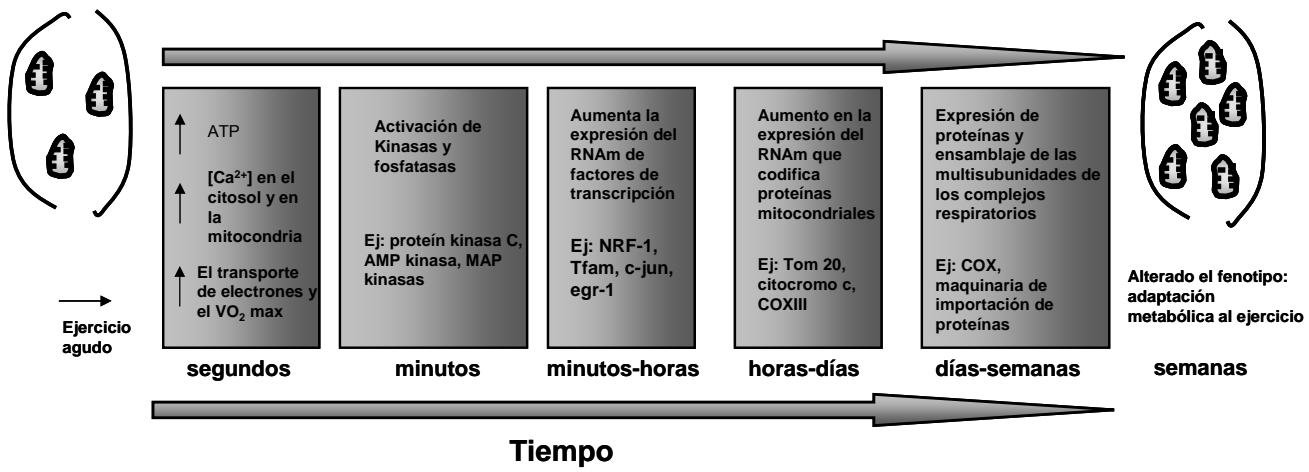 ATP
[Ca²⁺] en el
citosol y en
la
mitocondria
El transporte
de electrones y
el VO₂ max
Activación de
Kinasas y
fosfatasas
Ej: proteín kinasa C,
AMP kinasa, MAP
kinasas
Aumenta la
expresión del
RNAm de
factores de
transcripción
Ej: NRF-1,
Tfam, c-jun,
egr-1
Aumento en la
expresión del
RNAm que
codifica
proteínas
mitocondriales
Ej: Tom 20,
citocromo c,
COXIII
Expresión de
proteínas y
ensamblaje de las
multisubunidades de
los complejos
respiratorios
Ej: COX,
maquinaria de
importación de
proteínas
Ejercicio
agudo
Alterado el fenotipo:
adaptación
metabólica al ejercicio
segundos
minutos
minutos-horas
horas-días
días-semanas
semanas
Tiempo